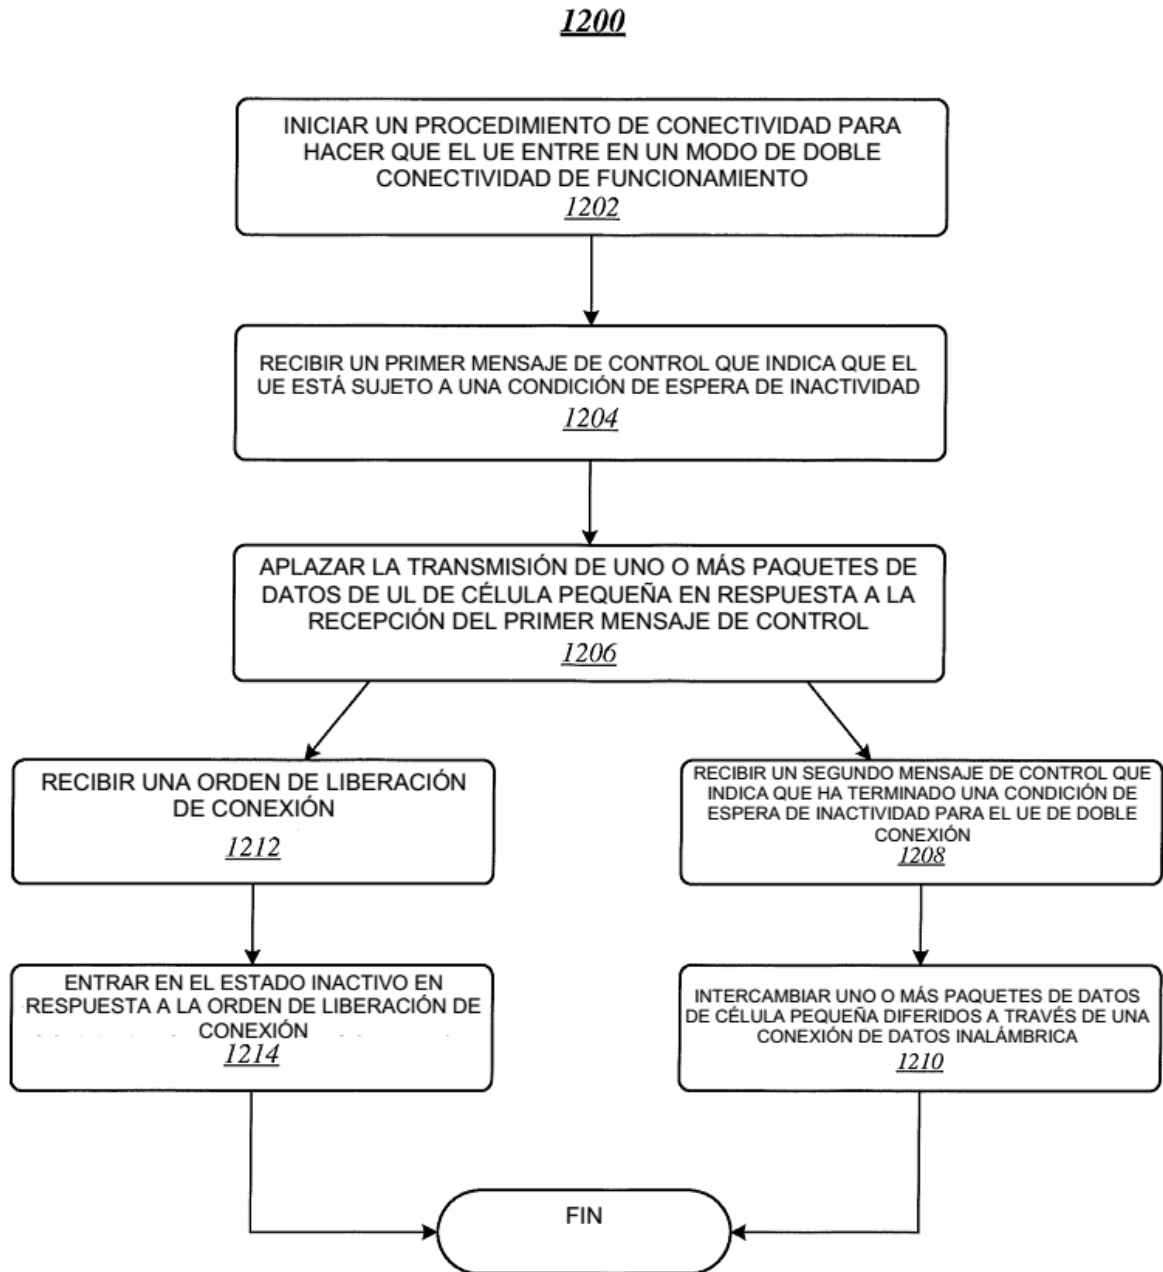 1200
INICIAR UN PROCEDIMIENTO DE CONECTIVIDAD PARA
HACER QUE EL UE ENTRE EN UN MODO DE DOBLE
CONECTIVIDAD DE FUNCIONAMIENTO
1202
RECIBIR UN PRIMER MENSAJE DE CONTROL QUE INDICA QUE EL
UE ESTÁ SUJETO A UNA CONDICIÓN DE ESPERA DE INACTIVIDAD
1204
APLAZAR LA TRANSMISIÓN DE UNO O MÁS PAQUETES DE
DATOS DE UL DE CÉLULA PEQUEÑA EN RESPUESTA A LA
RECEPCIÓN DEL PRIMER MENSAJE DE CONTROL
1206
RECIBIR UNA ORDEN DE LIBERACIÓN
DE CONEXIÓN
1212
ENTRAR EN EL ESTADO INACTIVO EN
RESPUESTA A LA ORDEN DE LIBERACIÓN DE
CONEXIÓN
1214
RECIBIR UN SEGUNDO MENSAJE DE CONTROL QUE
INDICA QUE HA TERMINADO UNA CONDICIÓN DE
ESPERA DE INACTIVIDAD PARA EL UE DE DOBLE
CONEXIÓN
1208
INTERCAMBIAR UNO O MÁS PAQUETES DE DATOS
DE CÉLULA PEQUEÑA DIFERIDOS A TRAVÉS DE UNA
CONEXIÓN DE DATOS INALÁMBRICA
1210
FIN